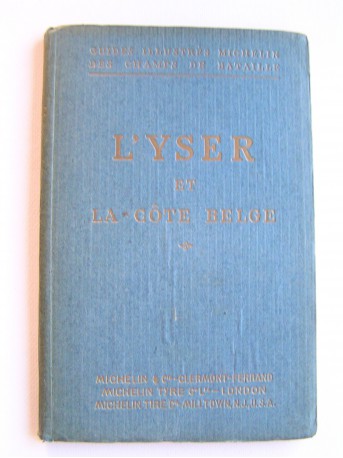 GUIDES ILLUSTRÉS MICHELIN
DES CHAMPS DE BATAILLE
L'YSER
ET
LA CÔTE BELGE
MICHELIN & Cie - CLERMONT-FERRAND
MICHELIN TYRE Co Ld - LONDON
MICHELIN TIRE Co MILLTOWN, N.J., U.S.A.